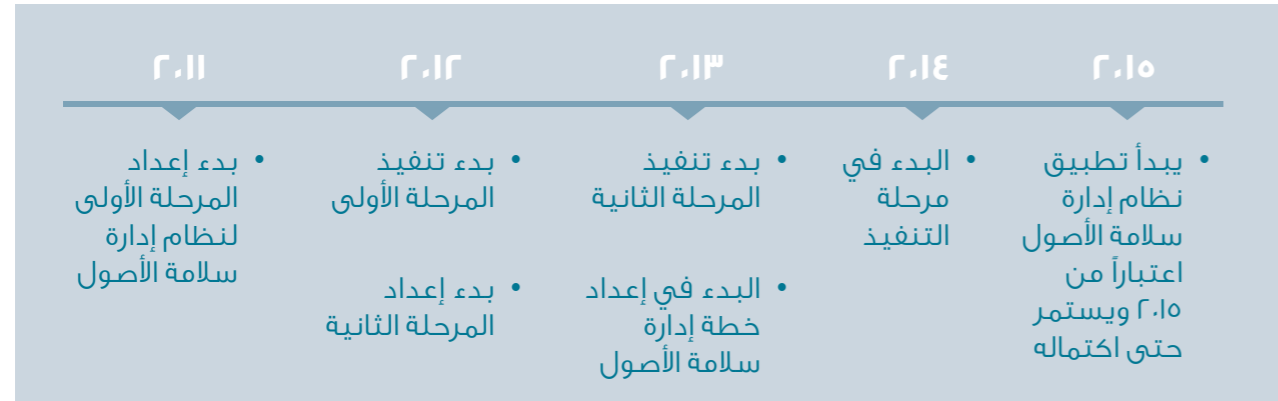 ٢٠١١
٢٠١٢
٢٠١٣
٢٠١٤
٢٠١٥
• بدء إعداد
المرحلة الأولى
لنظام إدارة
سلامة الأصول
• بدء تنفيذ
المرحلة الأولى
• بدء إعداد
المرحلة الثانية
• بدء تنفيذ
المرحلة الثانية
• البدء في إعداد
خطة إدارة
سلامة الأصول
• البدء في
مرحلة
التنفيذ
• يبدأ تطبيق
نظام إدارة
سلامة الأصول
اعتباراً من
٢٠١٥ ويستمر
حتى اكتماله